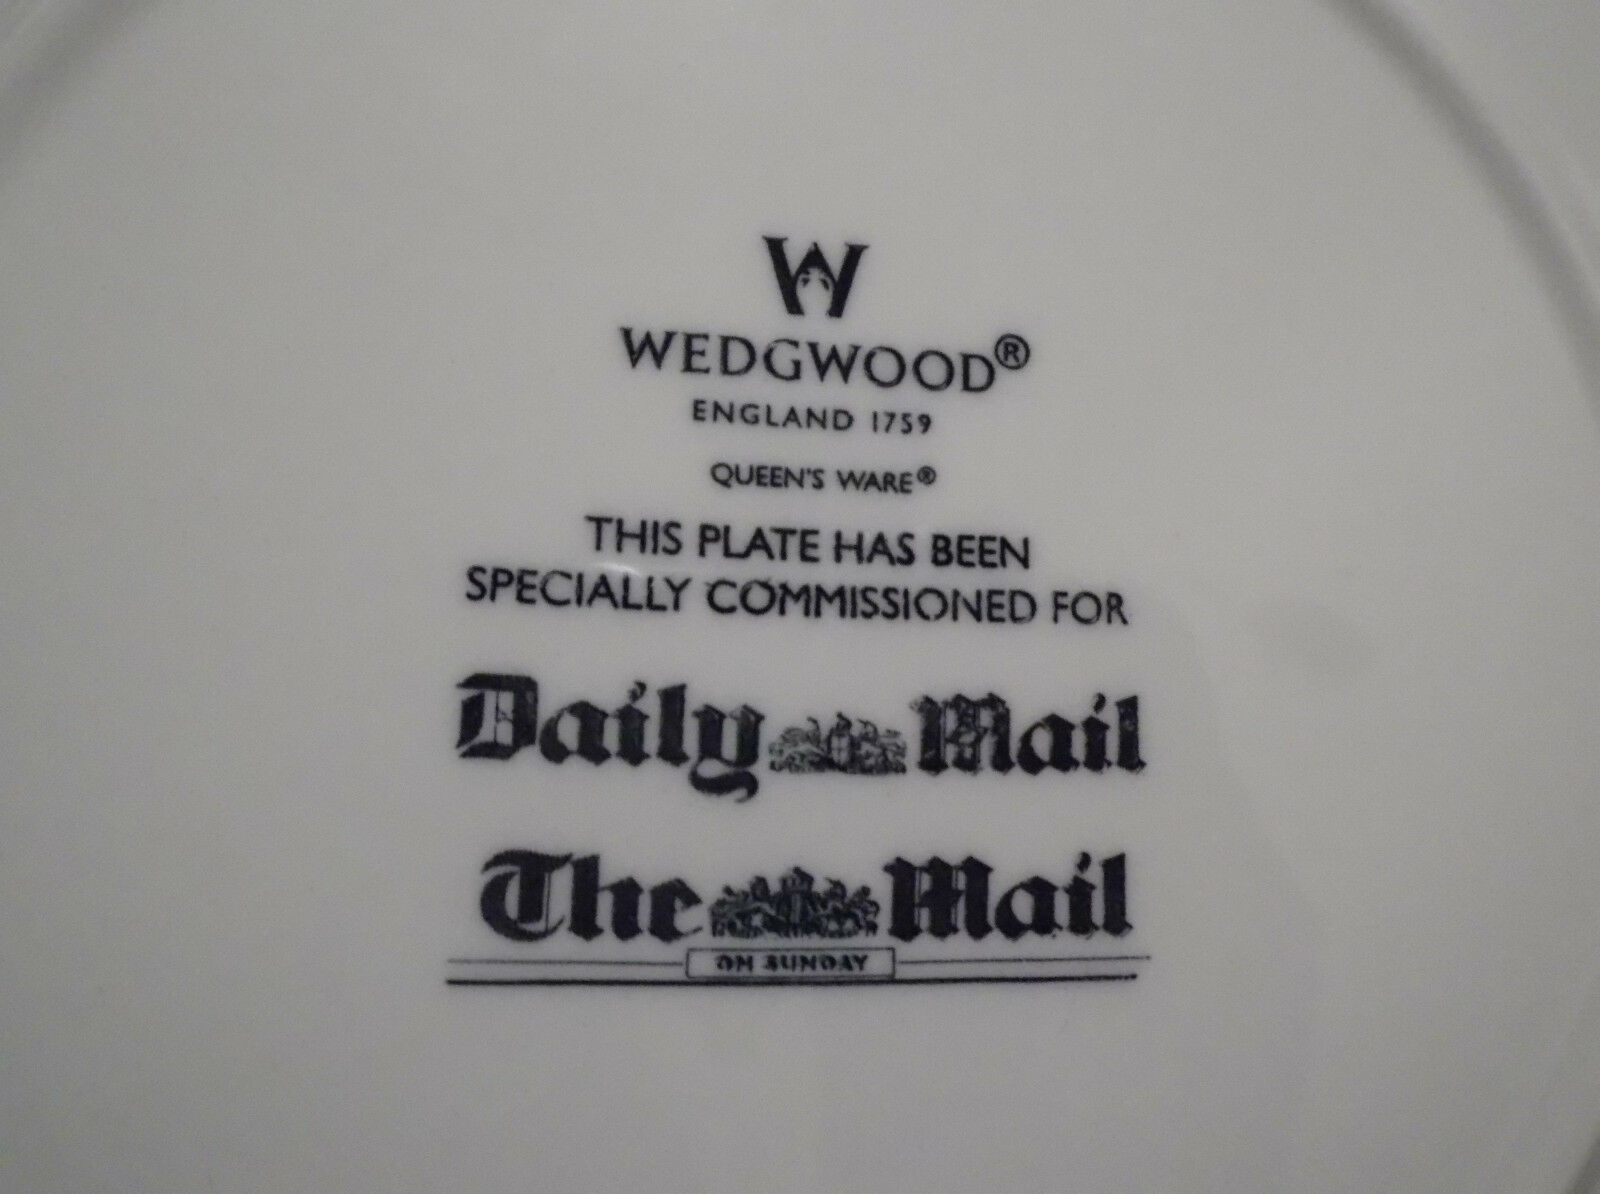 W
WEDGWOOD®
ENGLAND 1759
QUEEN'S WARE®
THIS PLATE HAS BEEN
SPECIALLY COMMISSIONED FOR
Daily Mail
The Mail
ON SUNDAY